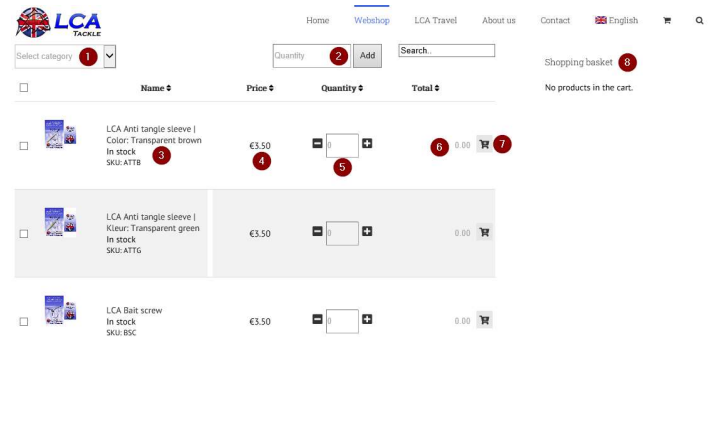 LCA
TACKLE
Home Webshop LCA Travel About us Contact English
Select category 1 Quantity 2 Add Search..
Shopping basket 8
Name Price Quantity Total
No products in the cart.
LCA Anti tangle sleeve |
Color: Transparent brown
In stock 3
SKU: ATTB
€3.50
4
0
5
6 0.00 7
LCA Anti tangle sleeve |
Kleur: Transparent green
In stock
SKU: ATTG
€3.50
0
0.00
LCA Bait screw
In stock
SKU: BSC
€3.50
0
0.00